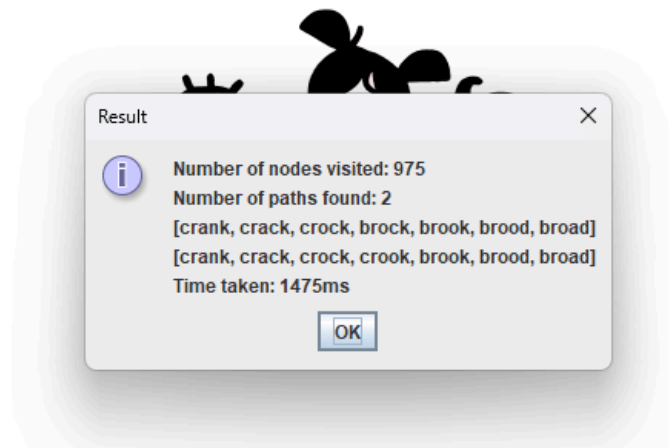 Result
Number of nodes visited: 975
Number of paths found: 2
[crank, crack, crock, brock, brook, brood, broad]
[crank, crack, crock, crook, brook, brood, broad]
Time taken: 1475ms
OK